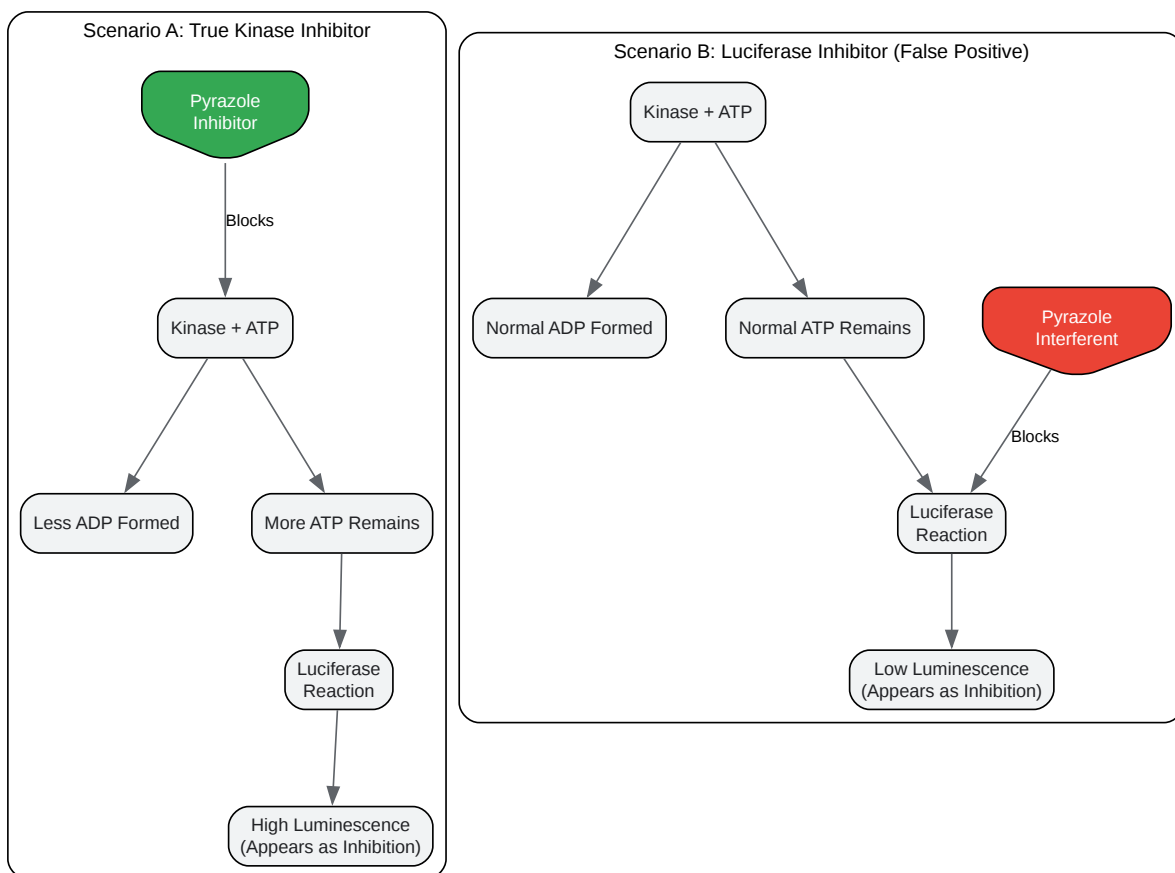 Scenario A: True Kinase Inhibitor
Pyrazole
Inhibitor
Blocks
Kinase + ATP
Less ADP Formed
More ATP Remains
Luciferase
Reaction
High Luminescence
(Appears as Inhibition)
Scenario B: Luciferase Inhibitor (False Positive)
Kinase + ATP
Normal ADP Formed
Normal ATP Remains
Pyrazole
Interferent
Blocks
Luciferase
Reaction
Low Luminescence
(Appears as Inhibition)